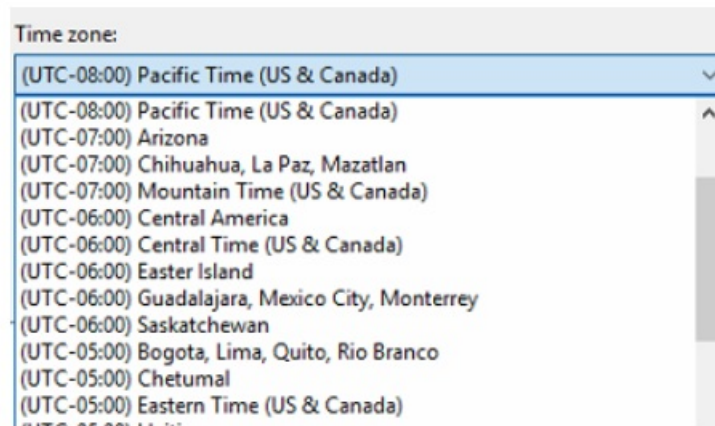 Time zone:
(UTC-08:00) Pacific Time (US & Canada)
(UTC-08:00) Pacific Time (US & Canada)
(UTC-07:00) Arizona
(UTC-07:00) Chihuahua, La Paz, Mazatlan
(UTC-07:00) Mountain Time (US & Canada)
(UTC-06:00) Central America
(UTC-06:00) Central Time (US & Canada)
(UTC-06:00) Easter Island
(UTC-06:00) Guadalajara, Mexico City, Monterrey
(UTC-06:00) Saskatchewan
(UTC-05:00) Bogota, Lima, Quito, Rio Branco
(UTC-05:00) Chetumal
(UTC-05:00) Eastern Time (US & Canada)